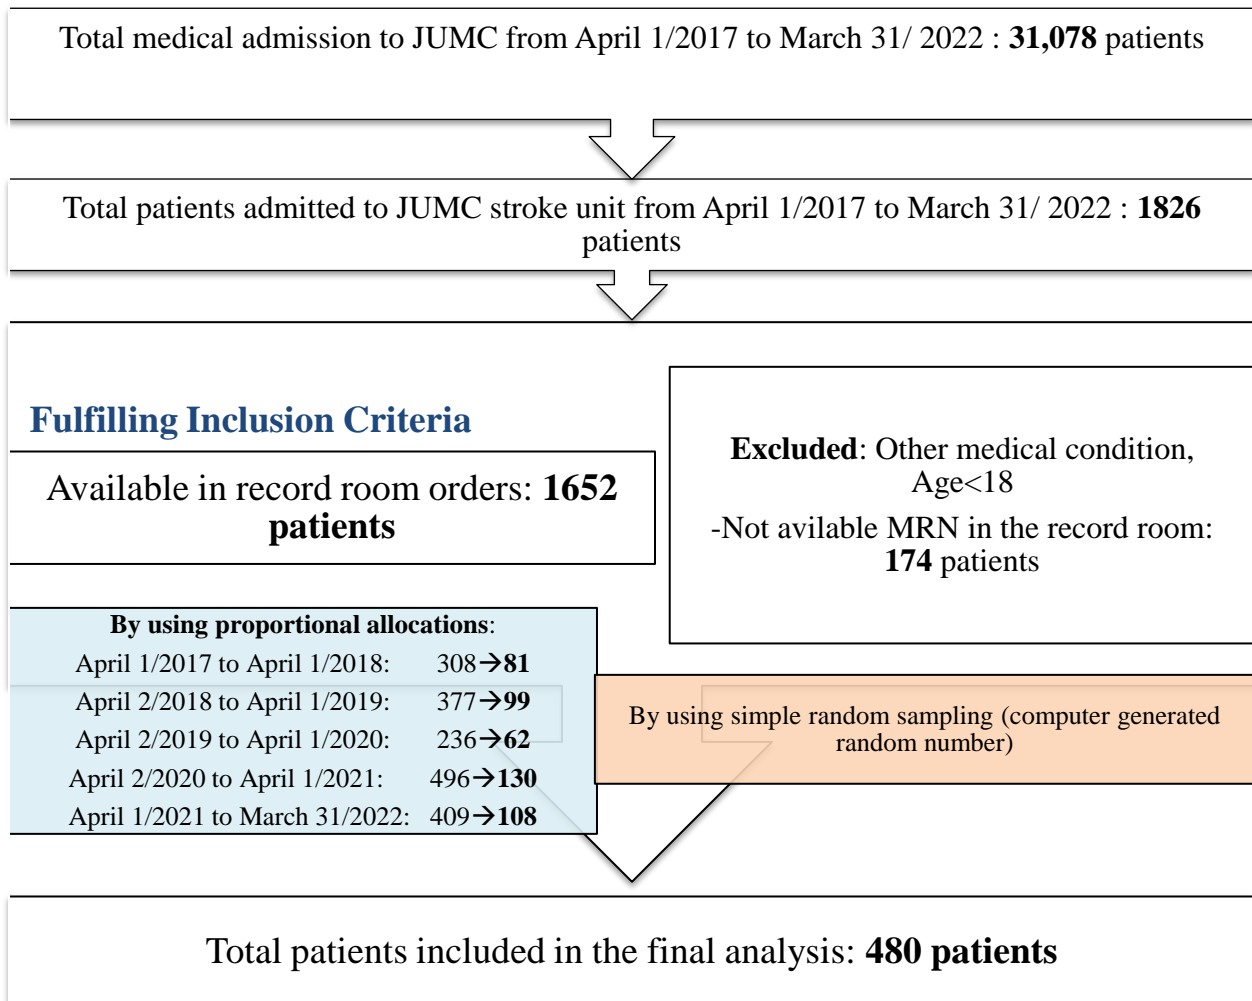 Total medical admission to JUMC from April 1/2017 to March 31/ 2022 : 31,078 patients
Total patients admitted to JUMC stroke unit from April 1/2017 to March 31/ 2022 : 1826
patients
Fulfilling Inclusion Criteria
Available in record room orders: 1652
patients
Excluded: Other medical condition,
Age<18
-Not avilable MRN in the record room:
174 patients
By using proportional allocations:
April 1/2017 to April 1/2018: 308→81
April 2/2018 to April 1/2019: 377→99
April 2/2019 to April 1/2020: 236→62
April 2/2020 to April 1/2021: 496→130
April 1/2021 to March 31/2022: 409→108
By using simple random sampling (computer generated
random number)
Total patients included in the final analysis: 480 patients